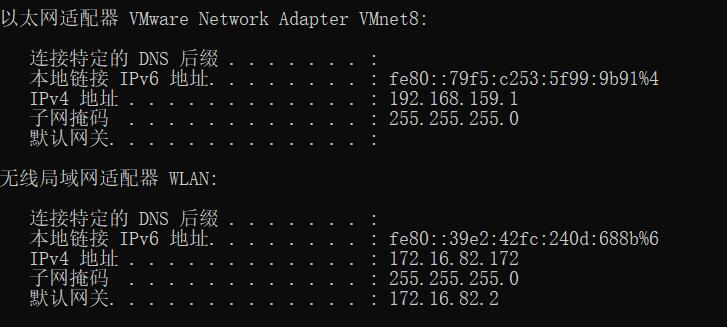 以太网适配器 VMware Network Adapter VMnet8:
连接特定的 DNS 后缀 . . . . . . . :
本地链接 IPv6 地址. . . . . . . . : fe80::79f5:c253:5f99:9b91%4
IPv4 地址 . . . . . . . . . . . . : 192.168.159.1
子网掩码 . . . . . . . . . . . . : 255.255.255.0
默认网关. . . . . . . . . . . . . :
无线局域网适配器 WLAN:
连接特定的 DNS 后缀 . . . . . . . :
本地链接 IPv6 地址. . . . . . . . : fe80::39e2:42fc:240d:688b%6
IPv4 地址 . . . . . . . . . . . . : 172.16.82.172
子网掩码 . . . . . . . . . . . . : 255.255.255.0
默认网关. . . . . . . . . . . . . : 172.16.82.2